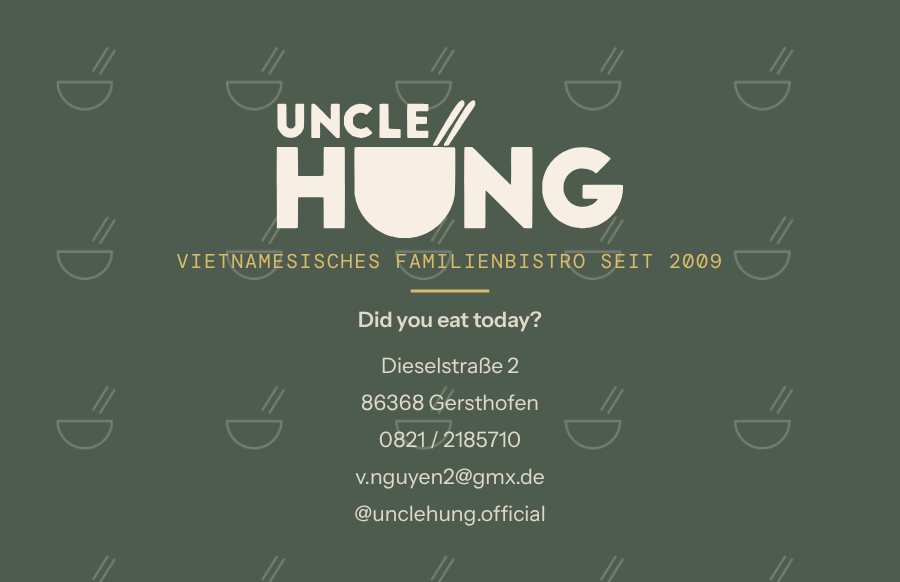 UNCLE
HUNG
VIETNAMESISCHES FAMILIENBISTRO SEIT 2009
Did you eat today?
Dieselstraße 2
86368 Gersthofen
0821 / 2185710
v.nguyen2@gmx.de
@unclehung.official